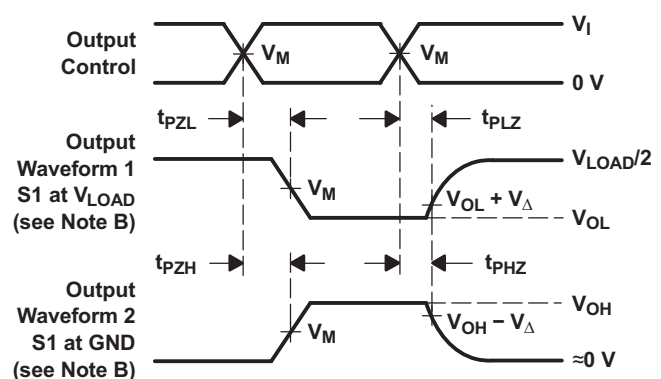 Output
Control
V_I
V_M
V_M
0 V
t_PZL
t_PLZ
Output
Waveform 1
S1 at V_LOAD
(see Note B)
V_LOAD/2
V_M
V_OL + V_Δ
V_OL
t_PZH
t_PHZ
Output
Waveform 2
S1 at GND
(see Note B)
V_OH
V_M
V_OH − V_Δ
≈0 V